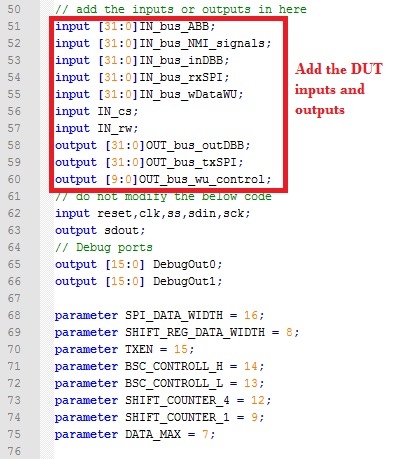 50 // add the inputs or outputs in here
51 input [31:0]IN_bus_ABB;
52 input [31:0]IN_bus_NMI_signals;
53 input [31:0]IN_bus_inDBB;
54 input [31:0]IN_bus_rxSPI;
55 input [31:0]IN_bus_wDataWU;
56 input IN_cs;
57 input IN_rw;
58 output [31:0]OUT_bus_outDBB;
59 output [31:0]OUT_bus_txSPI;
60 output [9:0]OUT_bus_wu_control;
Add the DUT
inputs and
outputs
61 // do not modify the below code
62 input reset,clk,ss,sdin,sck;
63 output sdout;
64 // Debug ports
65 output [15:0] DebugOut0;
66 output [15:0] DebugOut1;
67
68 parameter SPI_DATA_WIDTH = 16;
69 parameter SHIFT_REG_DATA_WIDTH = 8;
70 parameter TXEN = 15;
71 parameter BSC_CONTROLL_H = 14;
72 parameter BSC_CONTROLL_L = 13;
73 parameter SHIFT_COUNTER_4 = 12;
74 parameter SHIFT_COUNTER_1 = 9;
75 parameter DATA_MAX = 7;
76